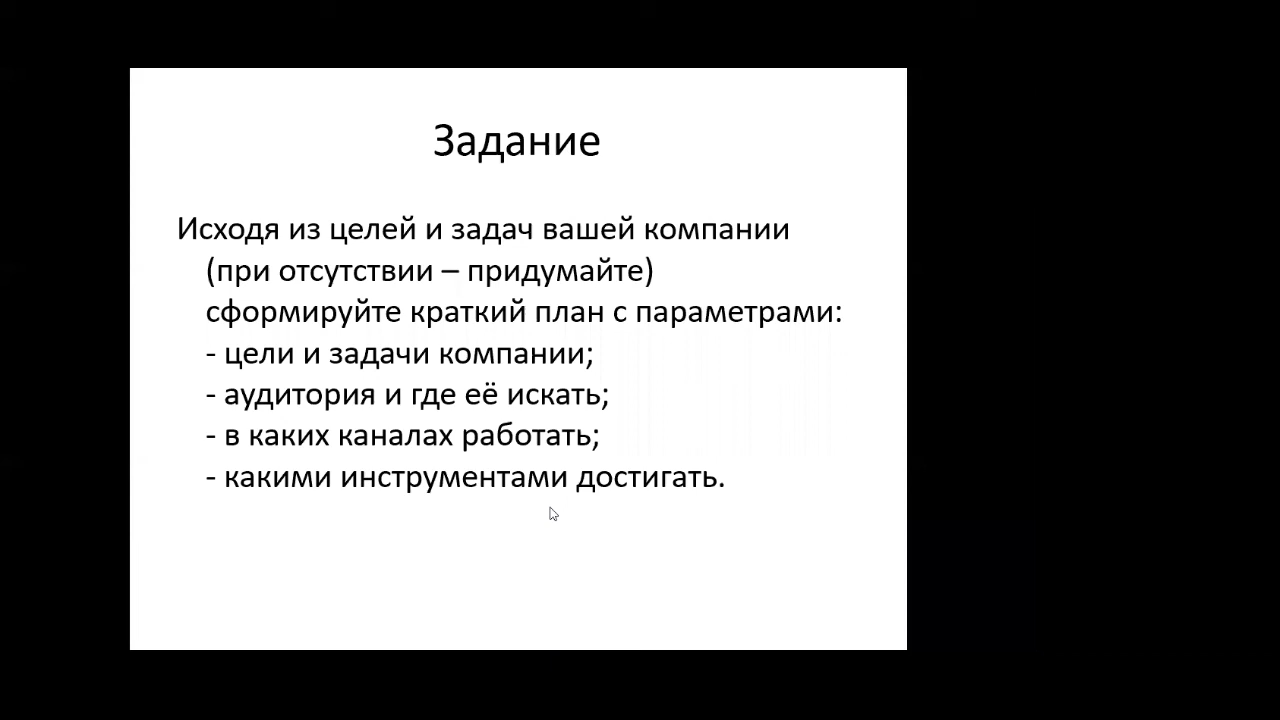 Задание
Исходя из целей и задач вашей компании
(при отсутствии – придумайте)
сформируйте краткий план с параметрами:
- цели и задачи компании;
- аудитория и где её искать;
- в каких каналах работать;
- какими инструментами достигать.